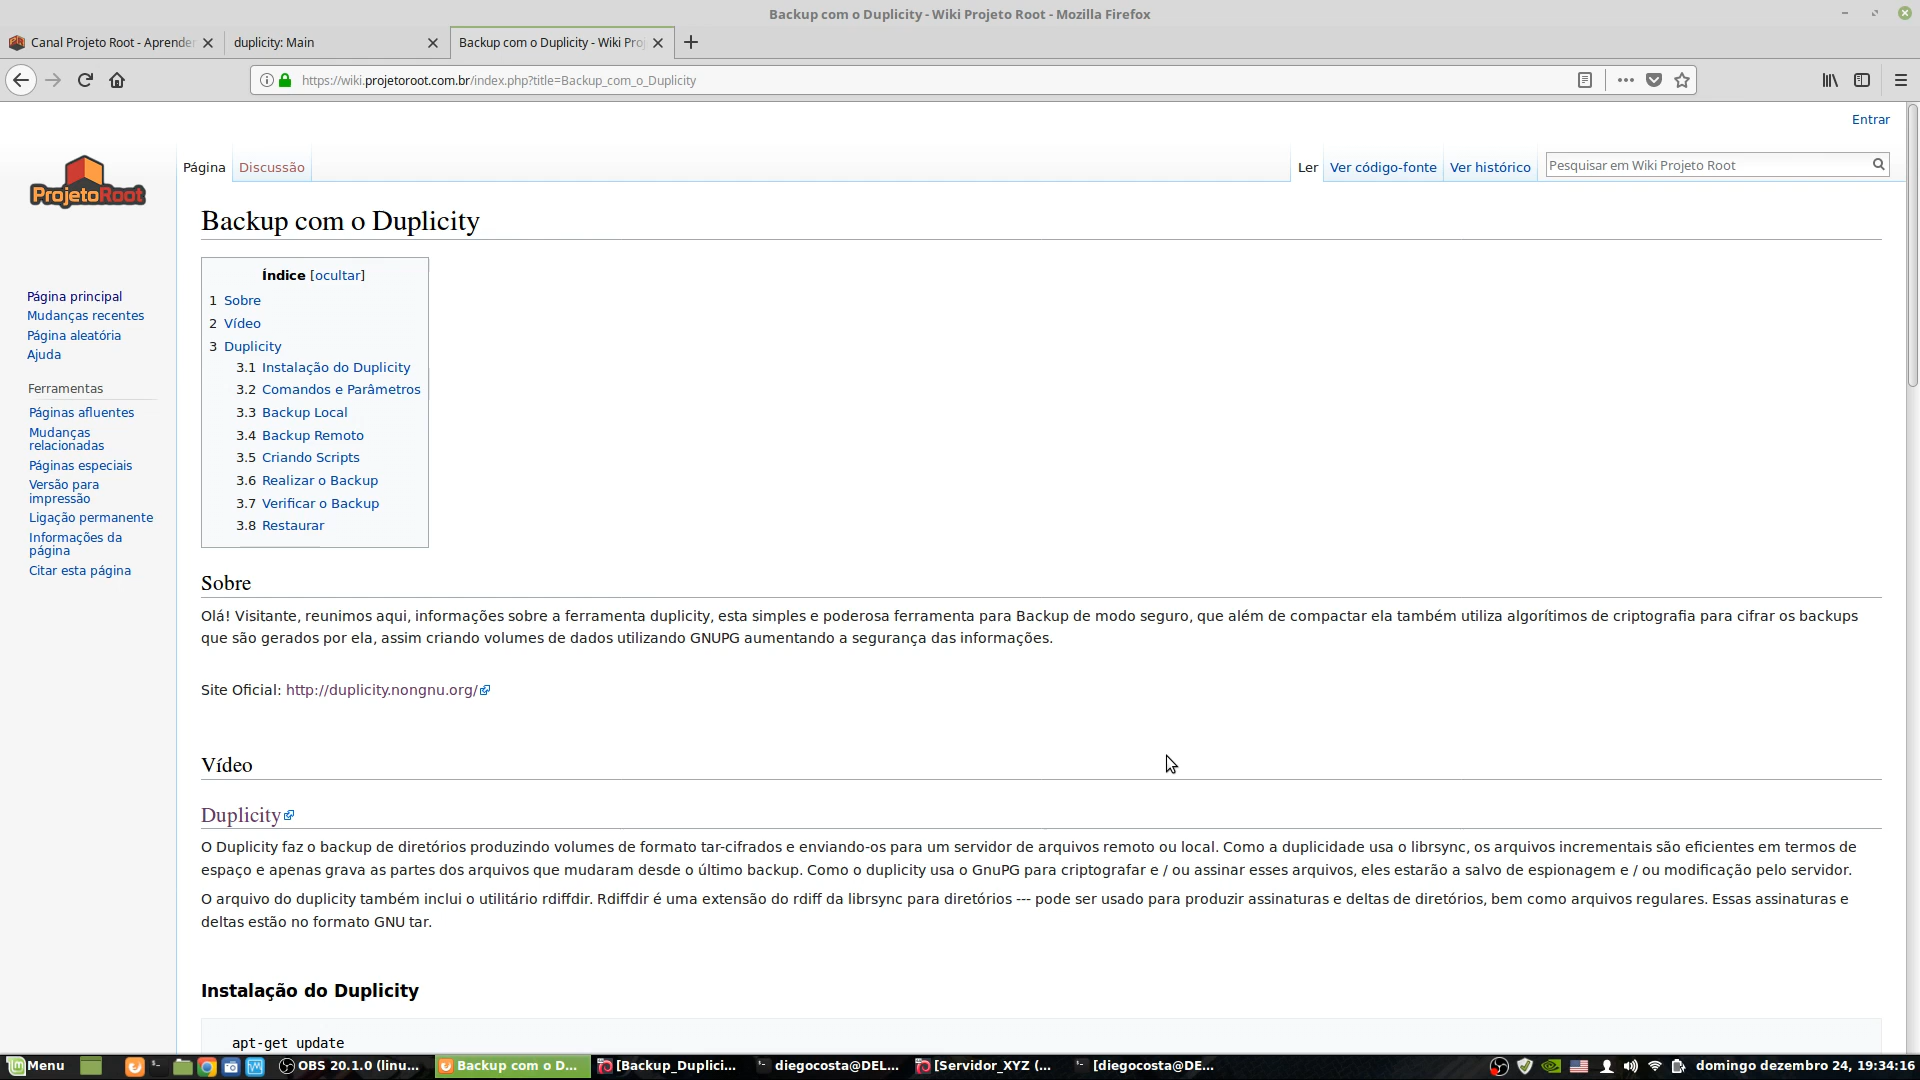 Backup com o Duplicity - Wiki Projeto Root - Mozilla Firefox
Canal Projeto Root - Aprender
duplicity: Main
Backup com o Duplicity - Wiki Pro
https://wiki.projetoroot.com.br/index.php?title=Backup_com_o_Duplicity
Entrar
ProjetoRoot
Página
Discussão
Ler
Ver código-fonte
Ver histórico
Pesquisar em Wiki Projeto Root
Página principal
Mudanças recentes
Página aleatória
Ajuda
Ferramentas
Páginas afluentes
Mudanças
relacionadas
Páginas especiais
Versão para
impressão
Ligação permanente
Informações da
página
Citar esta página
Backup com o Duplicity
Índice [ocultar]
1 Sobre
2 Vídeo
3 Duplicity
3.1 Instalação do Duplicity
3.2 Comandos e Parâmetros
3.3 Backup Local
3.4 Backup Remoto
3.5 Criando Scripts
3.6 Realizar o Backup
3.7 Verificar o Backup
3.8 Restaurar
Sobre
Olá! Visitante, reunimos aqui, informações sobre a ferramenta duplicity, esta simples e poderosa ferramenta para Backup de modo seguro, que além de compactar ela também utiliza algorítimos de criptografia para cifrar os backups
que são gerados por ela, assim criando volumes de dados utilizando GNUPG aumentando a segurança das informações.
Site Oficial: http://duplicity.nongnu.org/
Vídeo
Duplicity
O Duplicity faz o backup de diretórios produzindo volumes de formato tar-cifrados e enviando-os para um servidor de arquivos remoto ou local. Como a duplicidade usa o librsync, os arquivos incrementais são eficientes em termos de
espaço e apenas grava as partes dos arquivos que mudaram desde o último backup. Como o duplicity usa o GnuPG para criptografar e / ou assinar esses arquivos, eles estarão a salvo de espionagem e / ou modificação pelo servidor.
O arquivo do duplicity também inclui o utilitário rdiffdir. Rdiffdir é uma extensão do rdiff da librsync para diretórios --- pode ser usado para produzir assinaturas e deltas de diretórios, bem como arquivos regulares. Essas assinaturas e
deltas estão no formato GNU tar.
Instalação do Duplicity
apt-get update
Menu
OBS 20.1.0 (linu...
Backup com o D...
[Backup_Duplici...
diegocosta@DEL...
[Servidor_XYZ (...
[diegocosta@DE...
domingo dezembro 24, 19:34:16